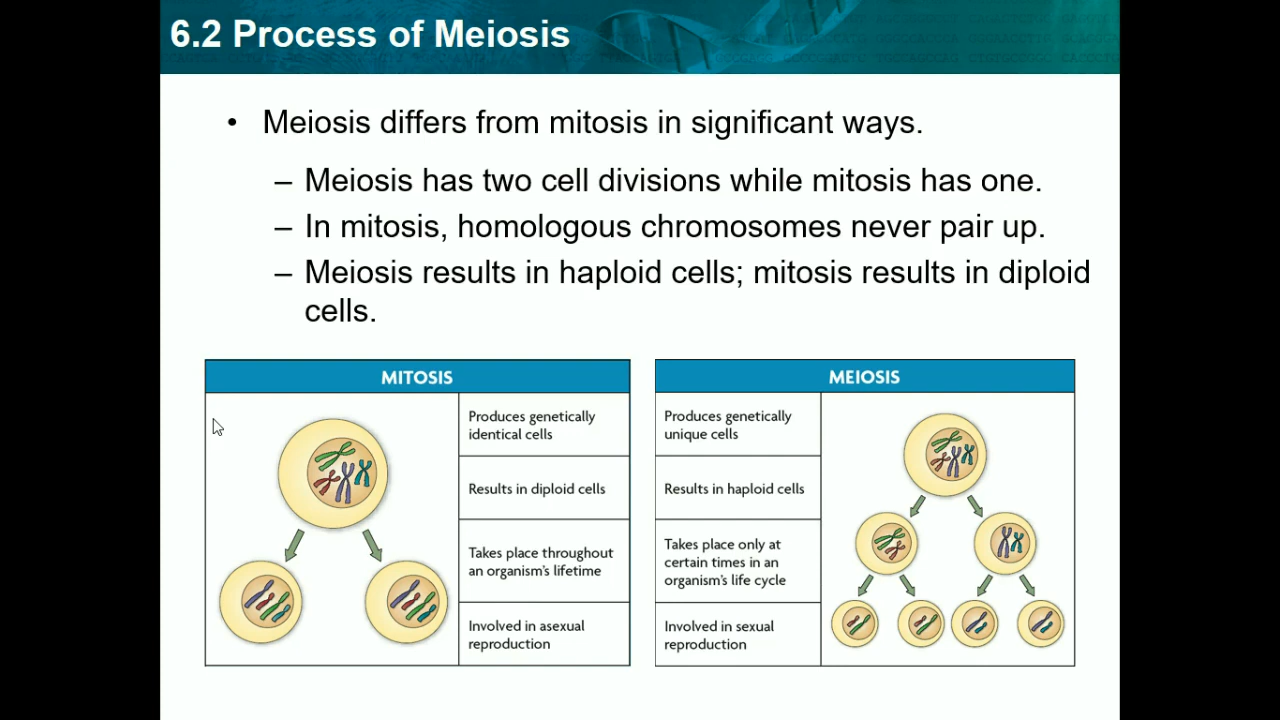 6.2 Process of Meiosis
• Meiosis differs from mitosis in significant ways.
– Meiosis has two cell divisions while mitosis has one.
– In mitosis, homologous chromosomes never pair up.
– Meiosis results in haploid cells; mitosis results in diploid
cells.
MITOSIS
Produces genetically
identical cells
Results in diploid cells
Takes place throughout
an organism's lifetime
Involved in asexual
reproduction
MEIOSIS
Produces genetically
unique cells
Results in haploid cells
Takes place only at
certain times in an
organism's life cycle
Involved in sexual
reproduction